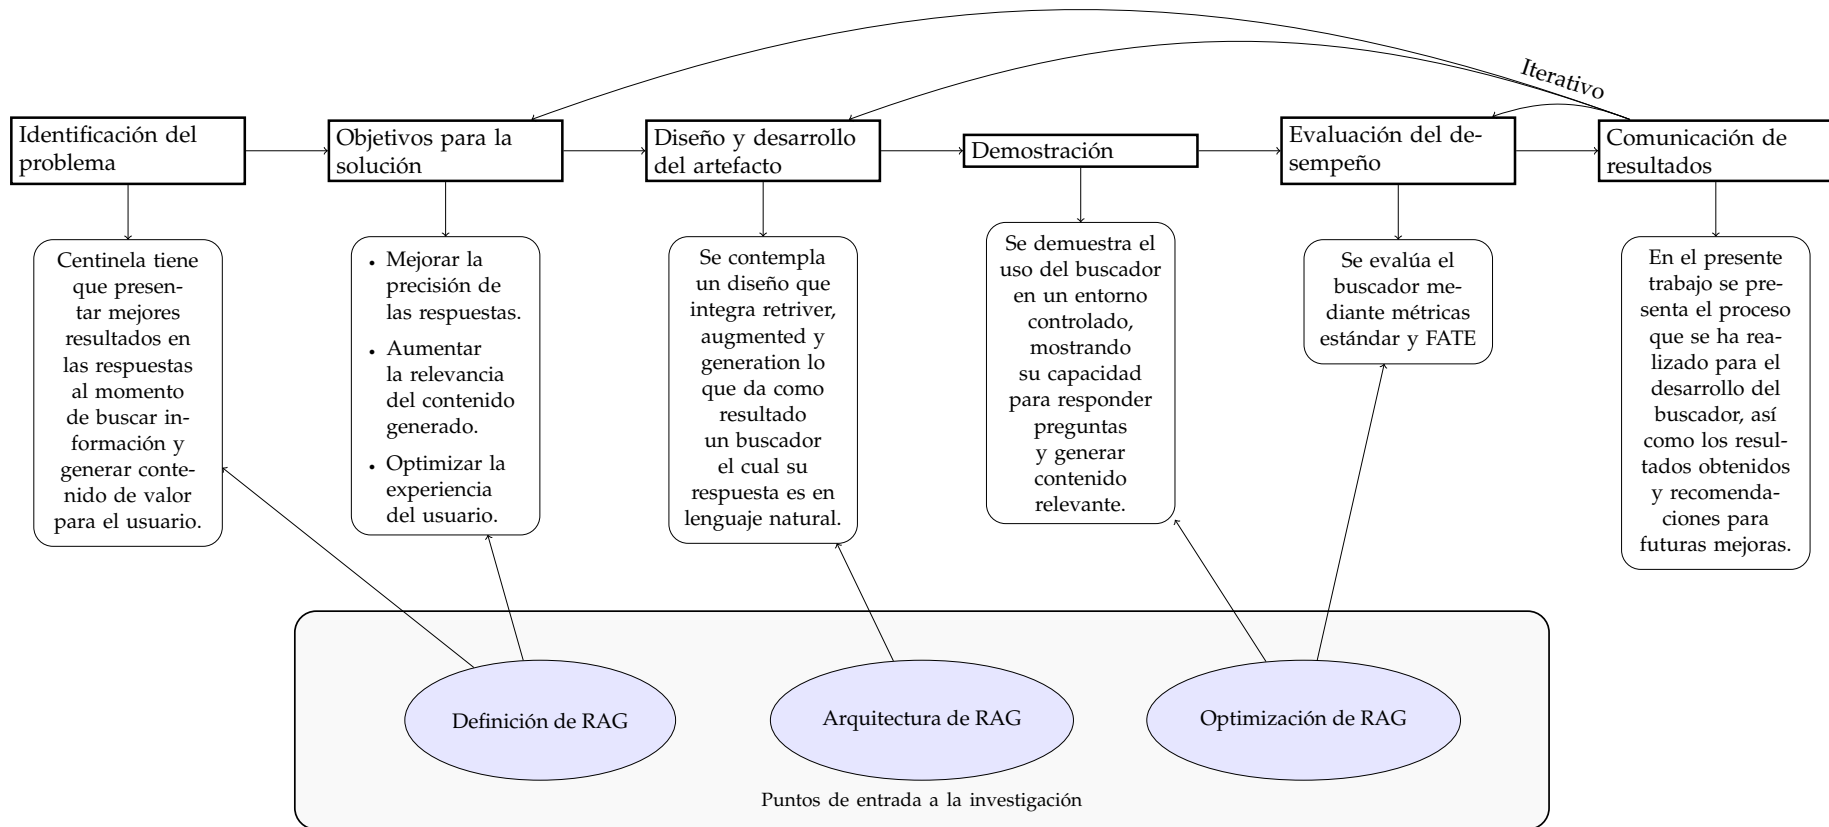 Iterativo
Identificación del
problema
Objetivos para la
solución
Diseño y desarrollo
del artefacto
Demostración
Evaluación del de-
sempeño
Comunicación de
resultados
Centinela tiene
que presen-
tar mejores
resultados en
las respuestas
al momento
de buscar in-
formación y
generar conte-
nido de valor
para el usuario.
• Mejorar la
precisión de
las respuestas.
• Aumentar
la relevancia
del contenido
generado.
• Optimizar la
experiencia
del usuario.
Se contempla
un diseño que
integra retriver,
augmented y
generation lo
que da como
resultado
un buscador
el cual su
respuesta es en
lenguaje natural.
Se demuestra el
uso del buscador
en un entorno
controlado,
mostrando
su capacidad
para responder
preguntas
y generar
contenido
relevante.
Se evalúa el
buscador me-
diante métricas
estándar y FATE
En el presente
trabajo se pre-
senta el proceso
que se ha rea-
lizado para el
desarrollo del
buscador, así
como los resul-
tados obtenidos
y recomenda-
ciones para
futuras mejoras.
Definición de RAG
Arquitectura de RAG
Optimización de RAG
Puntos de entrada a la investigación